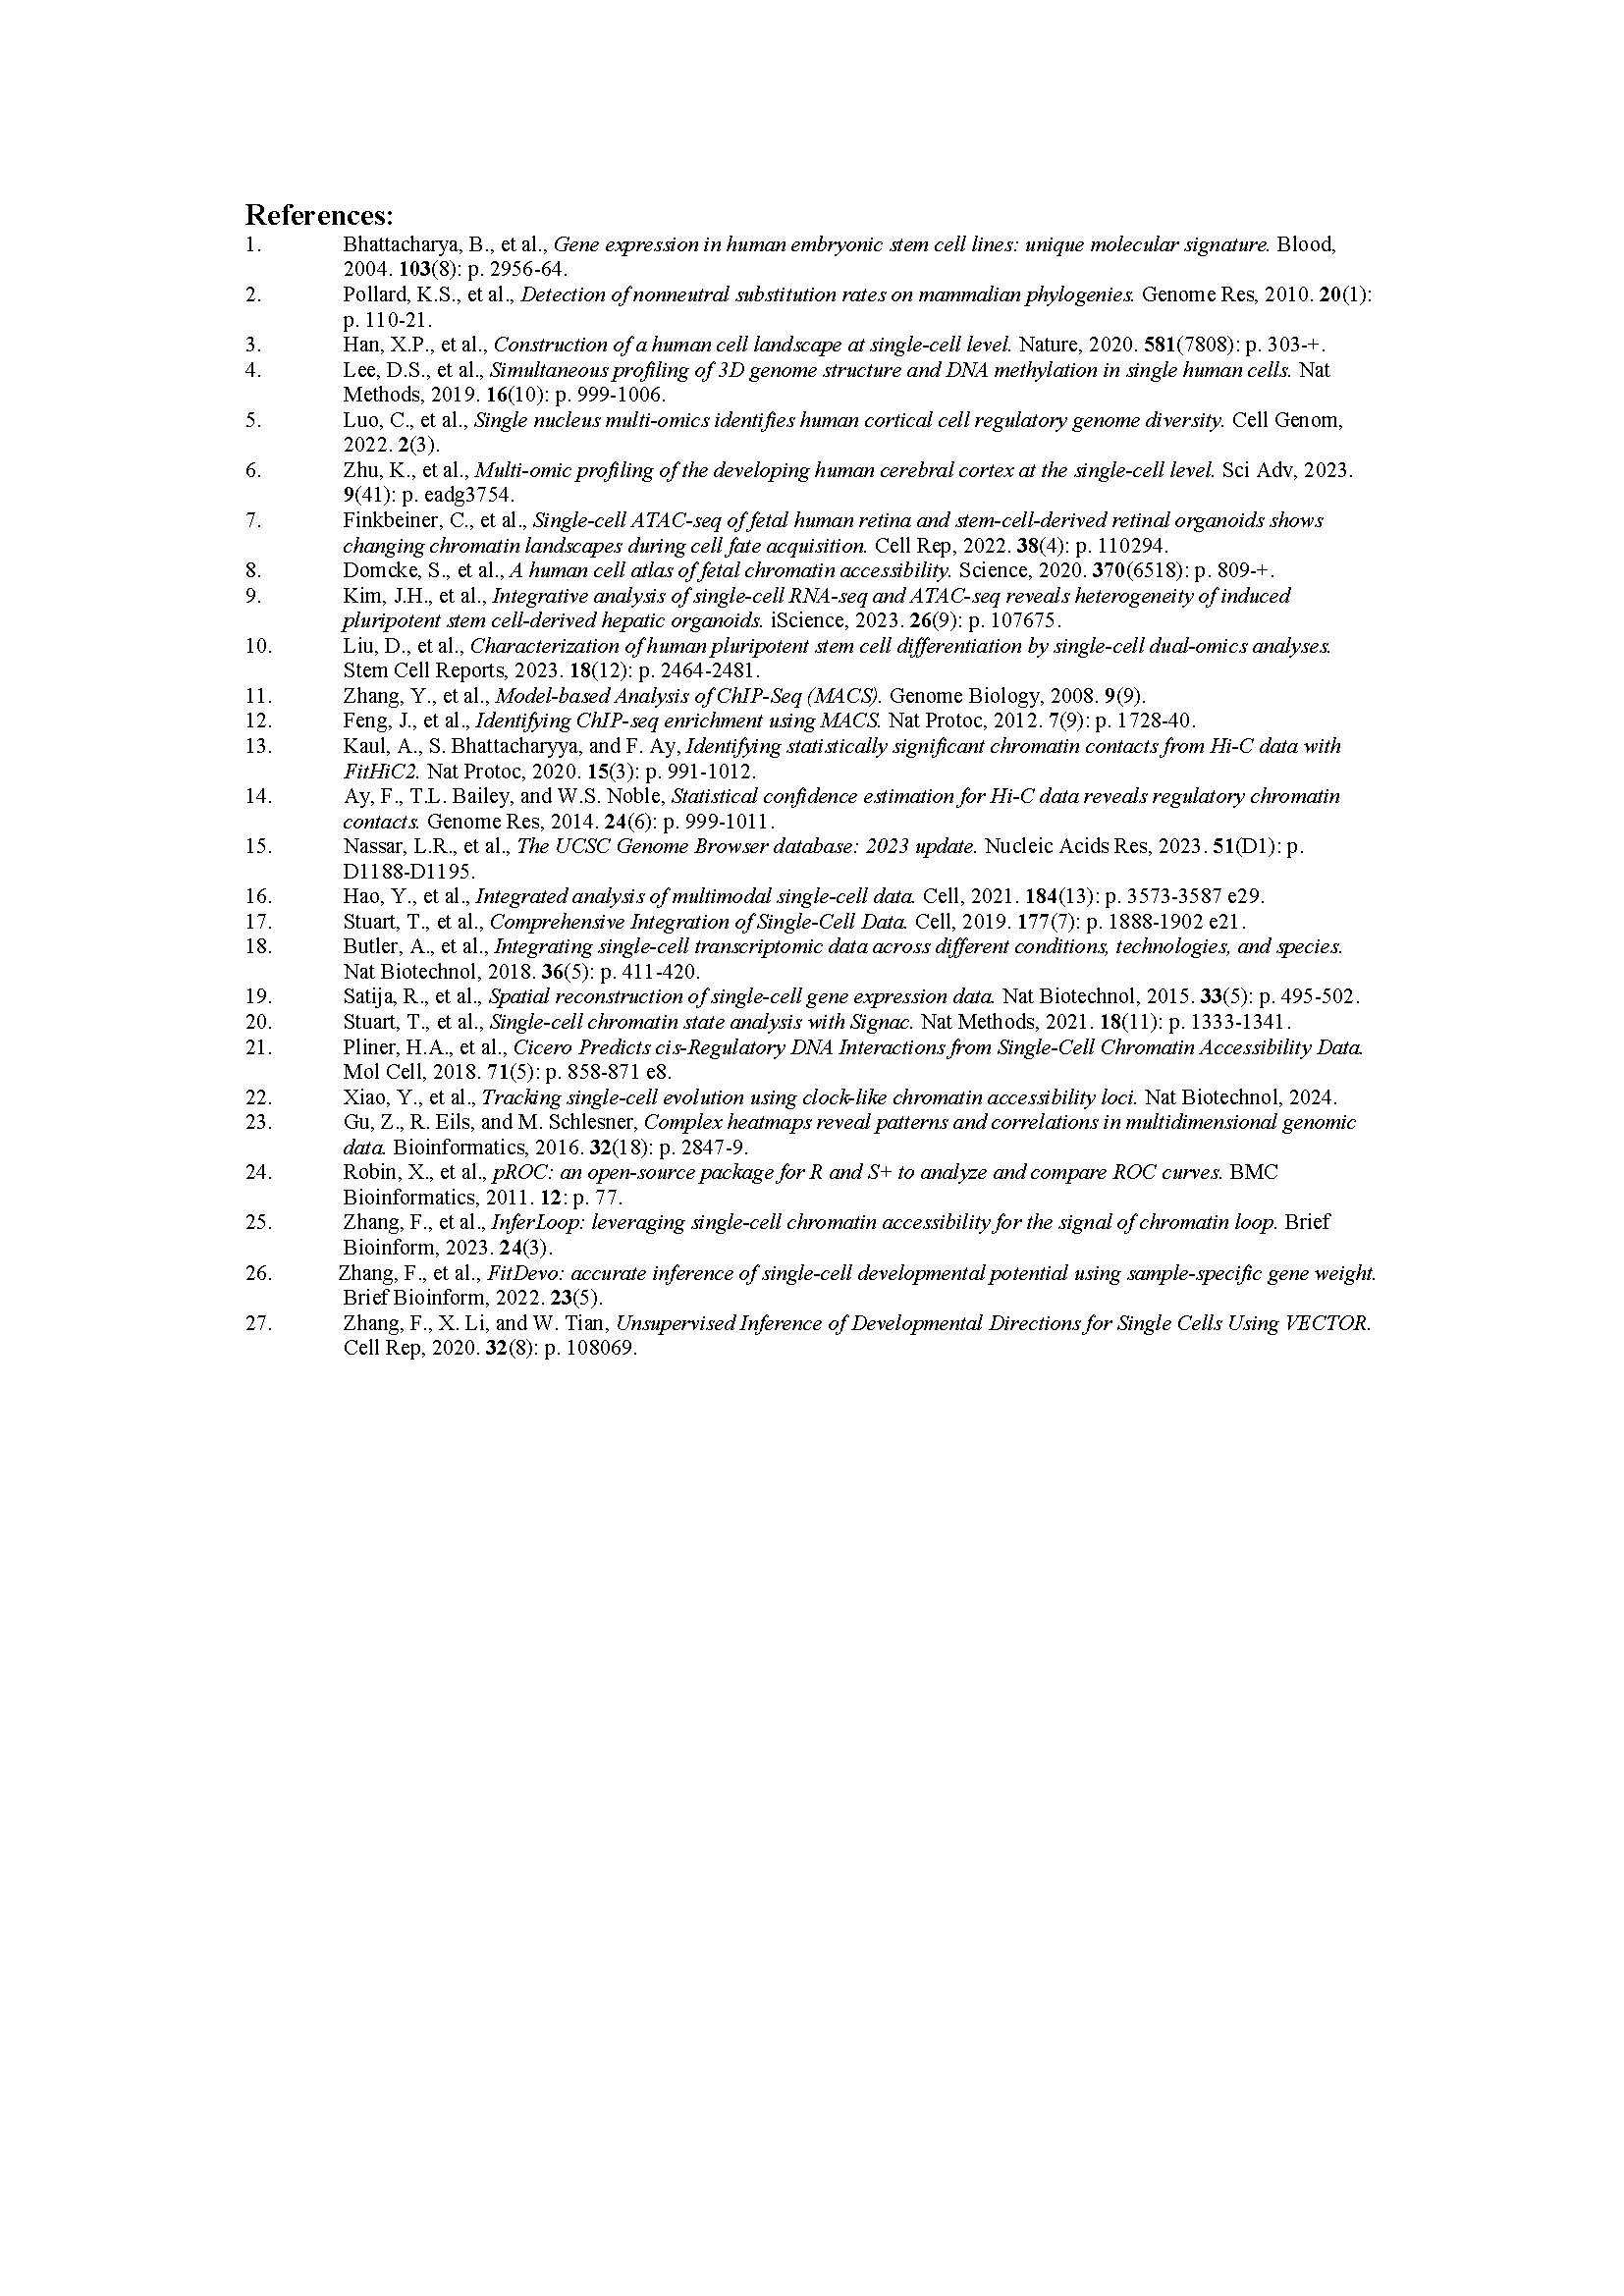 References:
1. Bhattacharya, B., et al., Gene expression in human embryonic stem cell lines: unique molecular signature. Blood,
2004. 103(8): p. 2956-64.
2. Pollard, K.S., et al., Detection of nonneutral substitution rates on mammalian phylogenies. Genome Res, 2010. 20(1):
p. 110-21.
3. Han, X.P., et al., Construction of a human cell landscape at single-cell level. Nature, 2020. 581(7808): p. 303-+.
4. Lee, D.S., et al., Simultaneous profiling of 3D genome structure and DNA methylation in single human cells. Nat
Methods, 2019. 16(10): p. 999-1006.
5. Luo, C., et al., Single nucleus multi-omics identifies human cortical cell regulatory genome diversity. Cell Genom,
2022. 2(3).
6. Zhu, K., et al., Multi-omic profiling of the developing human cerebral cortex at the single-cell level. Sci Adv, 2023.
9(41): p. eadg3754.
7. Finkbeiner, C., et al., Single-cell ATAC-seq of fetal human retina and stem-cell-derived retinal organoids shows
changing chromatin landscapes during cell fate acquisition. Cell Rep, 2022. 38(4): p. 110294.
8. Domcke, S., et al., A human cell atlas of fetal chromatin accessibility. Science, 2020. 370(6518): p. 809-+.
9. Kim, J.H., et al., Integrative analysis of single-cell RNA-seq and ATAC-seq reveals heterogeneity of induced
pluripotent stem cell-derived hepatic organoids. iScience, 2023. 26(9): p. 107675.
10. Liu, D., et al., Characterization of human pluripotent stem cell differentiation by single-cell dual-omics analyses.
Stem Cell Reports, 2023. 18(12): p. 2464-2481.
11. Zhang, Y., et al., Model-based Analysis of ChIP-Seq (MACS). Genome Biology, 2008. 9(9).
12. Feng, J., et al., Identifying ChIP-seq enrichment using MACS. Nat Protoc, 2012. 7(9): p. 1728-40.
13. Kaul, A., S. Bhattacharyya, and F. Ay, Identifying statistically significant chromatin contacts from Hi-C data with
FitHiC2. Nat Protoc, 2020. 15(3): p. 991-1012.
14. Ay, F., T.L. Bailey, and W.S. Noble, Statistical confidence estimation for Hi-C data reveals regulatory chromatin
contacts. Genome Res, 2014. 24(6): p. 999-1011.
15. Nassar, L.R., et al., The UCSC Genome Browser database: 2023 update. Nucleic Acids Res, 2023. 51(D1): p.
D1188-D1195.
16. Hao, Y., et al., Integrated analysis of multimodal single-cell data. Cell, 2021. 184(13): p. 3573-3587 e29.
17. Stuart, T., et al., Comprehensive Integration of Single-Cell Data. Cell, 2019. 177(7): p. 1888-1902 e21.
18. Butler, A., et al., Integrating single-cell transcriptomic data across different conditions, technologies, and species.
Nat Biotechnol, 2018. 36(5): p. 411-420.
19. Satija, R., et al., Spatial reconstruction of single-cell gene expression data. Nat Biotechnol, 2015. 33(5): p. 495-502.
20. Stuart, T., et al., Single-cell chromatin state analysis with Signac. Nat Methods, 2021. 18(11): p. 1333-1341.
21. Pliner, H.A., et al., Cicero Predicts cis-Regulatory DNA Interactions from Single-Cell Chromatin Accessibility Data.
Mol Cell, 2018. 71(5): p. 858-871 e8.
22. Xiao, Y., et al., Tracking single-cell evolution using clock-like chromatin accessibility loci. Nat Biotechnol, 2024.
23. Gu, Z., R. Eils, and M. Schlesner, Complex heatmaps reveal patterns and correlations in multidimensional genomic
data. Bioinformatics, 2016. 32(18): p. 2847-9.
24. Robin, X., et al., pROC: an open-source package for R and S+ to analyze and compare ROC curves. BMC
Bioinformatics, 2011. 12: p. 77.
25. Zhang, F., et al., InferLoop: leveraging single-cell chromatin accessibility for the signal of chromatin loop. Brief
Bioinform, 2023. 24(3).
26. Zhang, F., et al., FitDevo: accurate inference of single-cell developmental potential using sample-specific gene weight.
Brief Bioinform, 2022. 23(5).
27. Zhang, F., X. Li, and W. Tian, Unsupervised Inference of Developmental Directions for Single Cells Using VECTOR.
Cell Rep, 2020. 32(8): p. 108069.